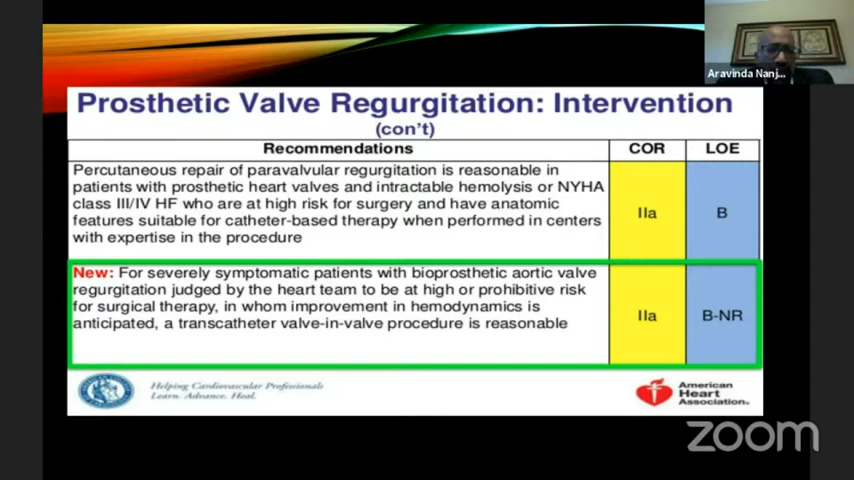 Aravinda Nanj...
Prosthetic Valve Regurgitation: Intervention
(con't)
Recommendations COR LOE
Percutaneous repair of paravalvular regurgitation is reasonable in
patients with prosthetic heart valves and intractable hemolysis or NYHA
class III/IV HF who are at high risk for surgery and have anatomic
features suitable for catheter-based therapy when performed in centers
with expertise in the procedure
IIa
B
New: For severely symptomatic patients with bioprosthetic aortic valve
regurgitation judged by the heart team to be at high or prohibitive risk
for surgical therapy, in whom improvement in hemodynamics is
anticipated, a transcatheter valve-in-valve procedure is reasonable
IIa
B-NR
Helping Cardiovascular Professionals
Learn. Advance. Heal.
American
Heart
Association
zoom